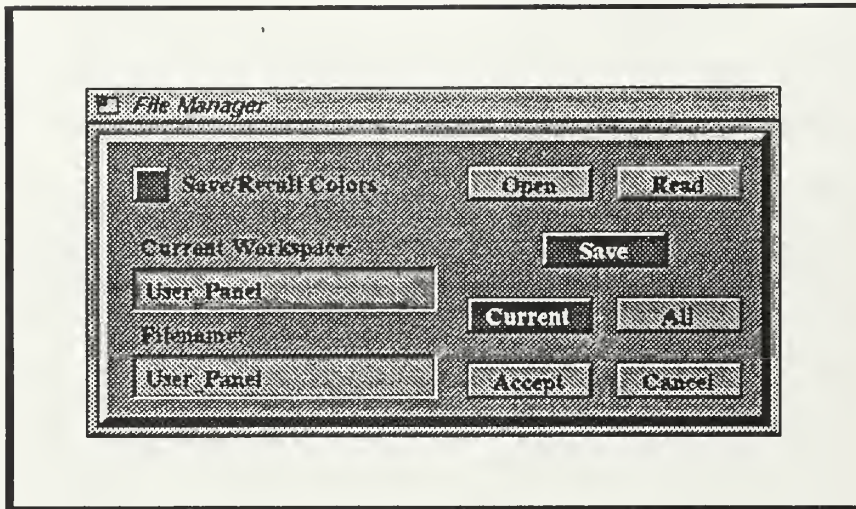 File Manager
Save/Recall Colors
Open
Read
Current Workspace:
Save
User_Panel
Current
All
Filename:
User_Panel
Accept
Cancel